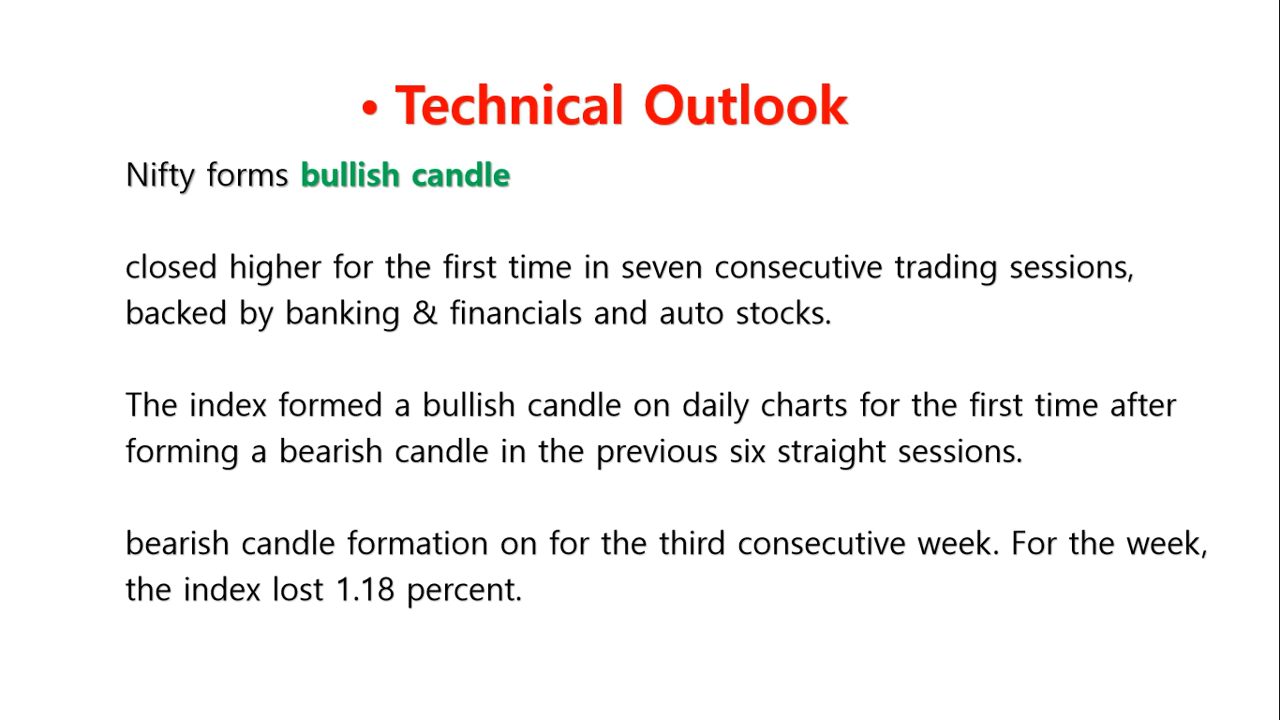 • Technical Outlook
Nifty forms bullish candle
closed higher for the first time in seven consecutive trading sessions,
backed by banking & financials and auto stocks.
The index formed a bullish candle on daily charts for the first time after
forming a bearish candle in the previous six straight sessions.
bearish candle formation on for the third consecutive week. For the week,
the index lost 1.18 percent.